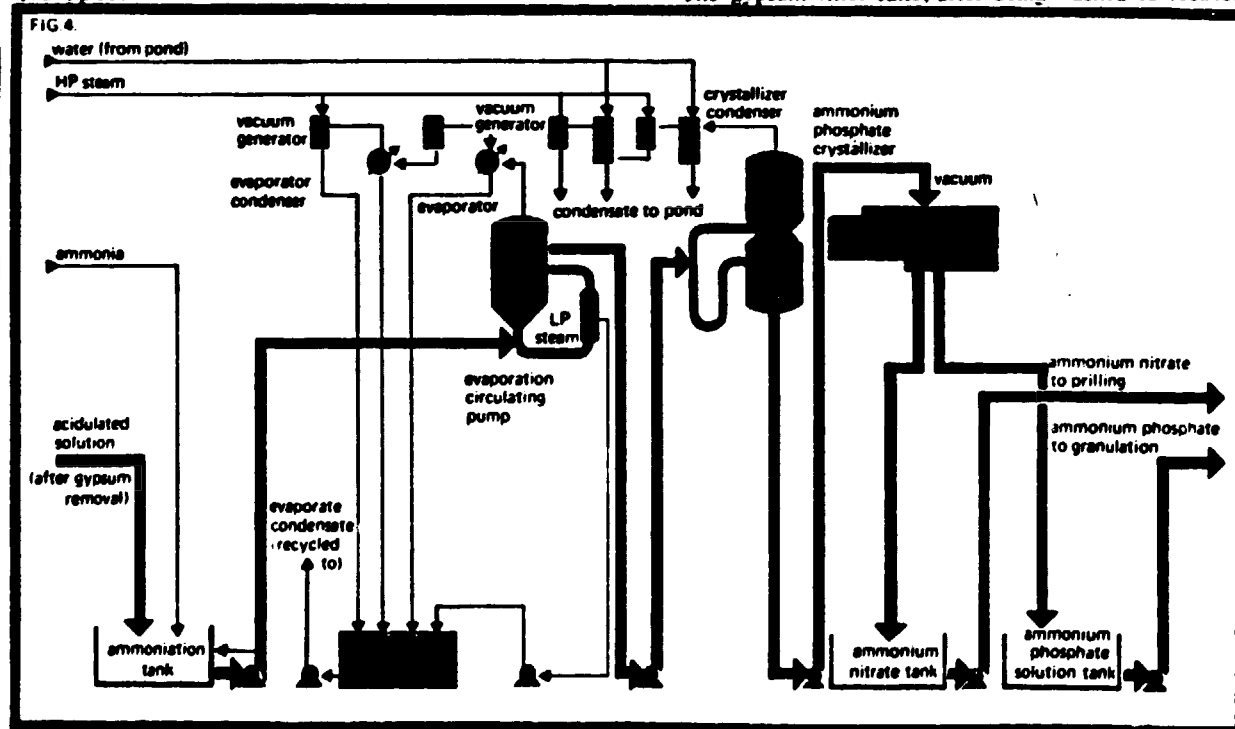 FIG.4.
water (from pond)
HP steam
vacuum
generator
vacuum
generator
crystallizer
condenser
ammonium
phosphate
crystallizer
evaporator
condenser
evaporator
condensate to pond
vacuum
ammonia
LP
steam
evaporation
circulating
pump
acidulated
solution
(after gypsum
removal)
evaporate
condensate
(recycled
to)
ammonium nitrate
to prilling
ammonium phosphate
to granulation
ammoniation
tank
ammonium
nitrate tank
ammonium
phosphate
solution tank